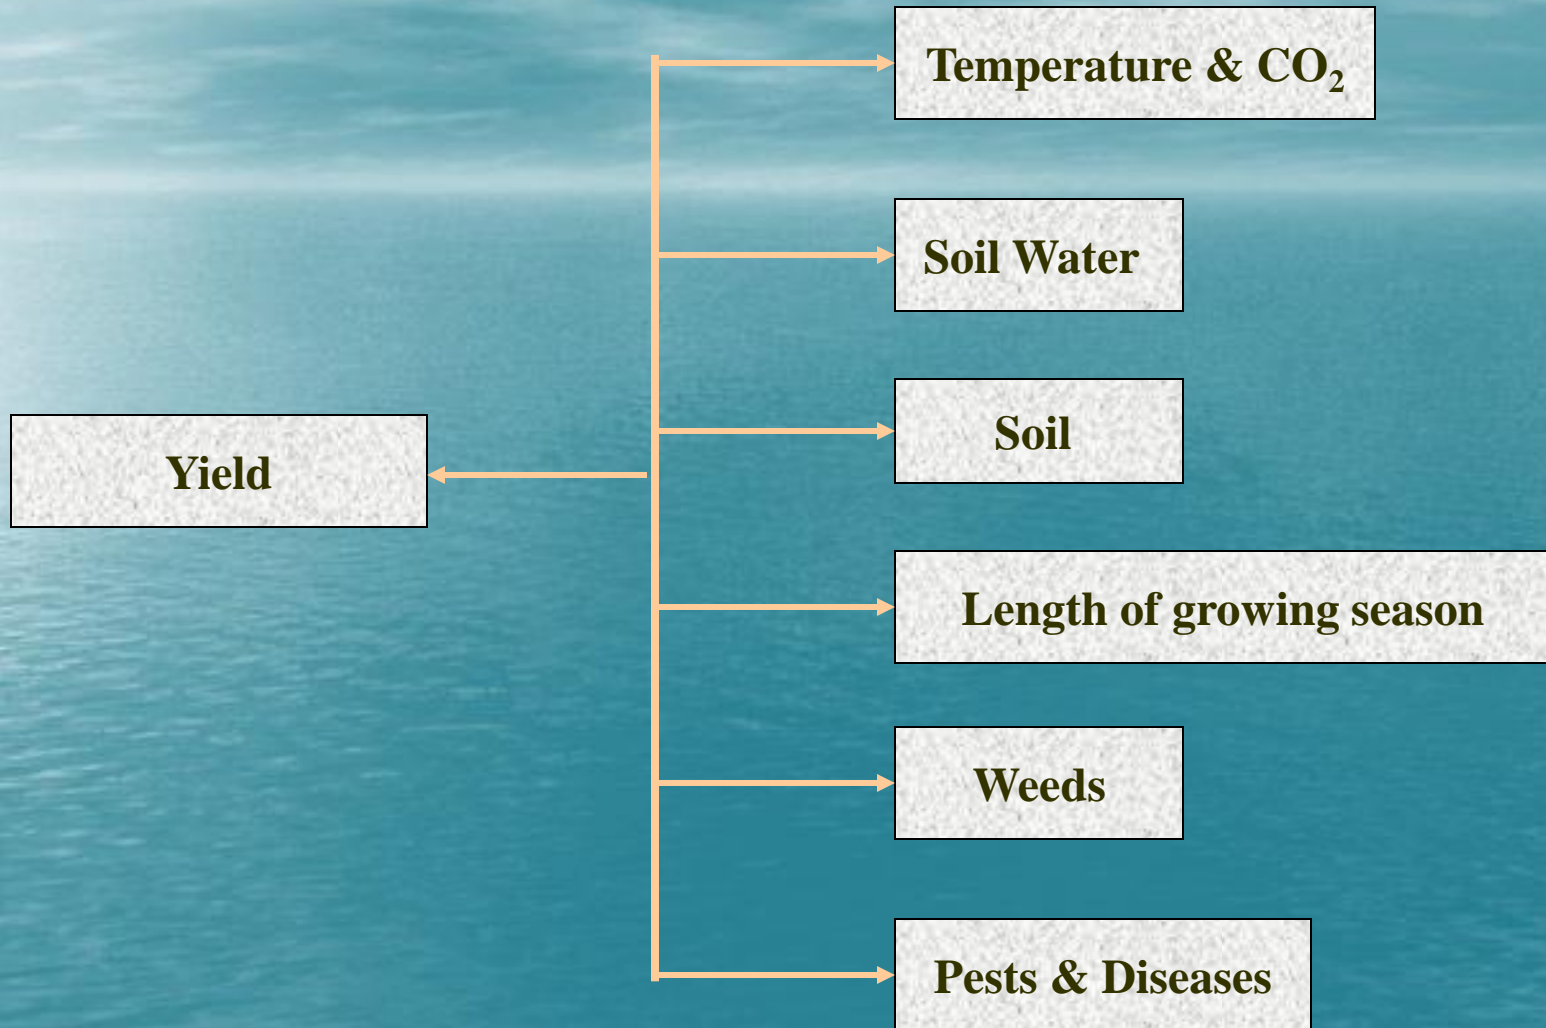 Temperature & CO₂
Soil Water
Soil
Yield
Length of growing season
Weeds
Pests & Diseases